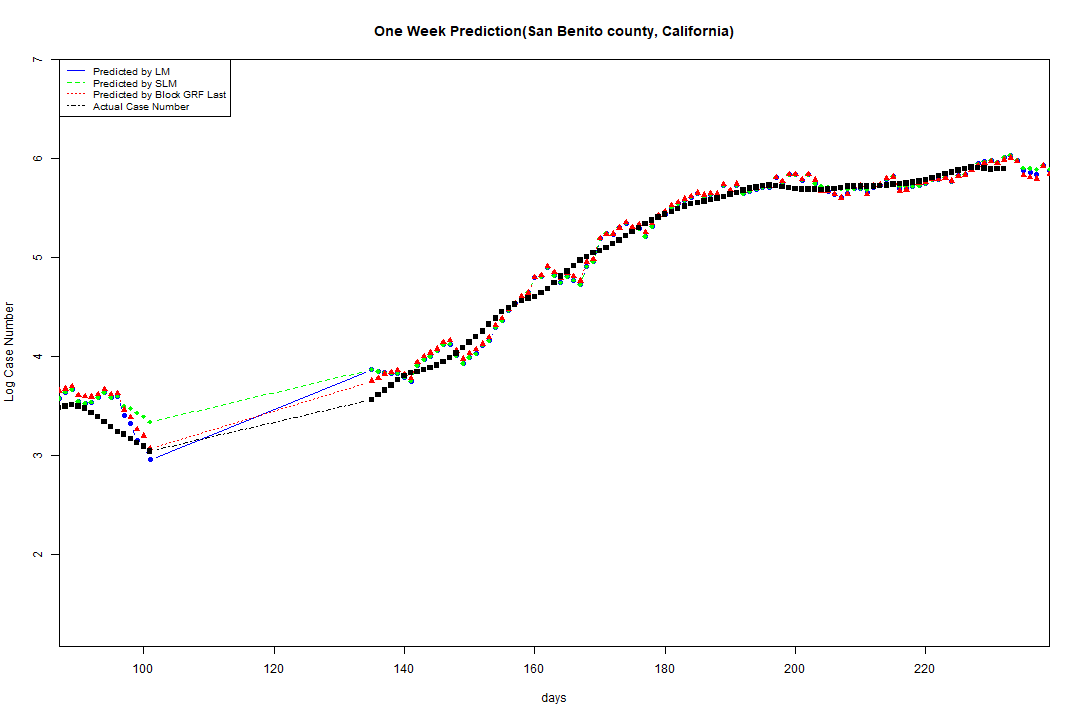 One Week Prediction(San Benito county, California)
Predicted by LM
Predicted by SLM
Predicted by Block GRF Last
Actual Case Number
7
6
5
4
3
2
Log Case Number
100 120 140 160 180 200 220
days